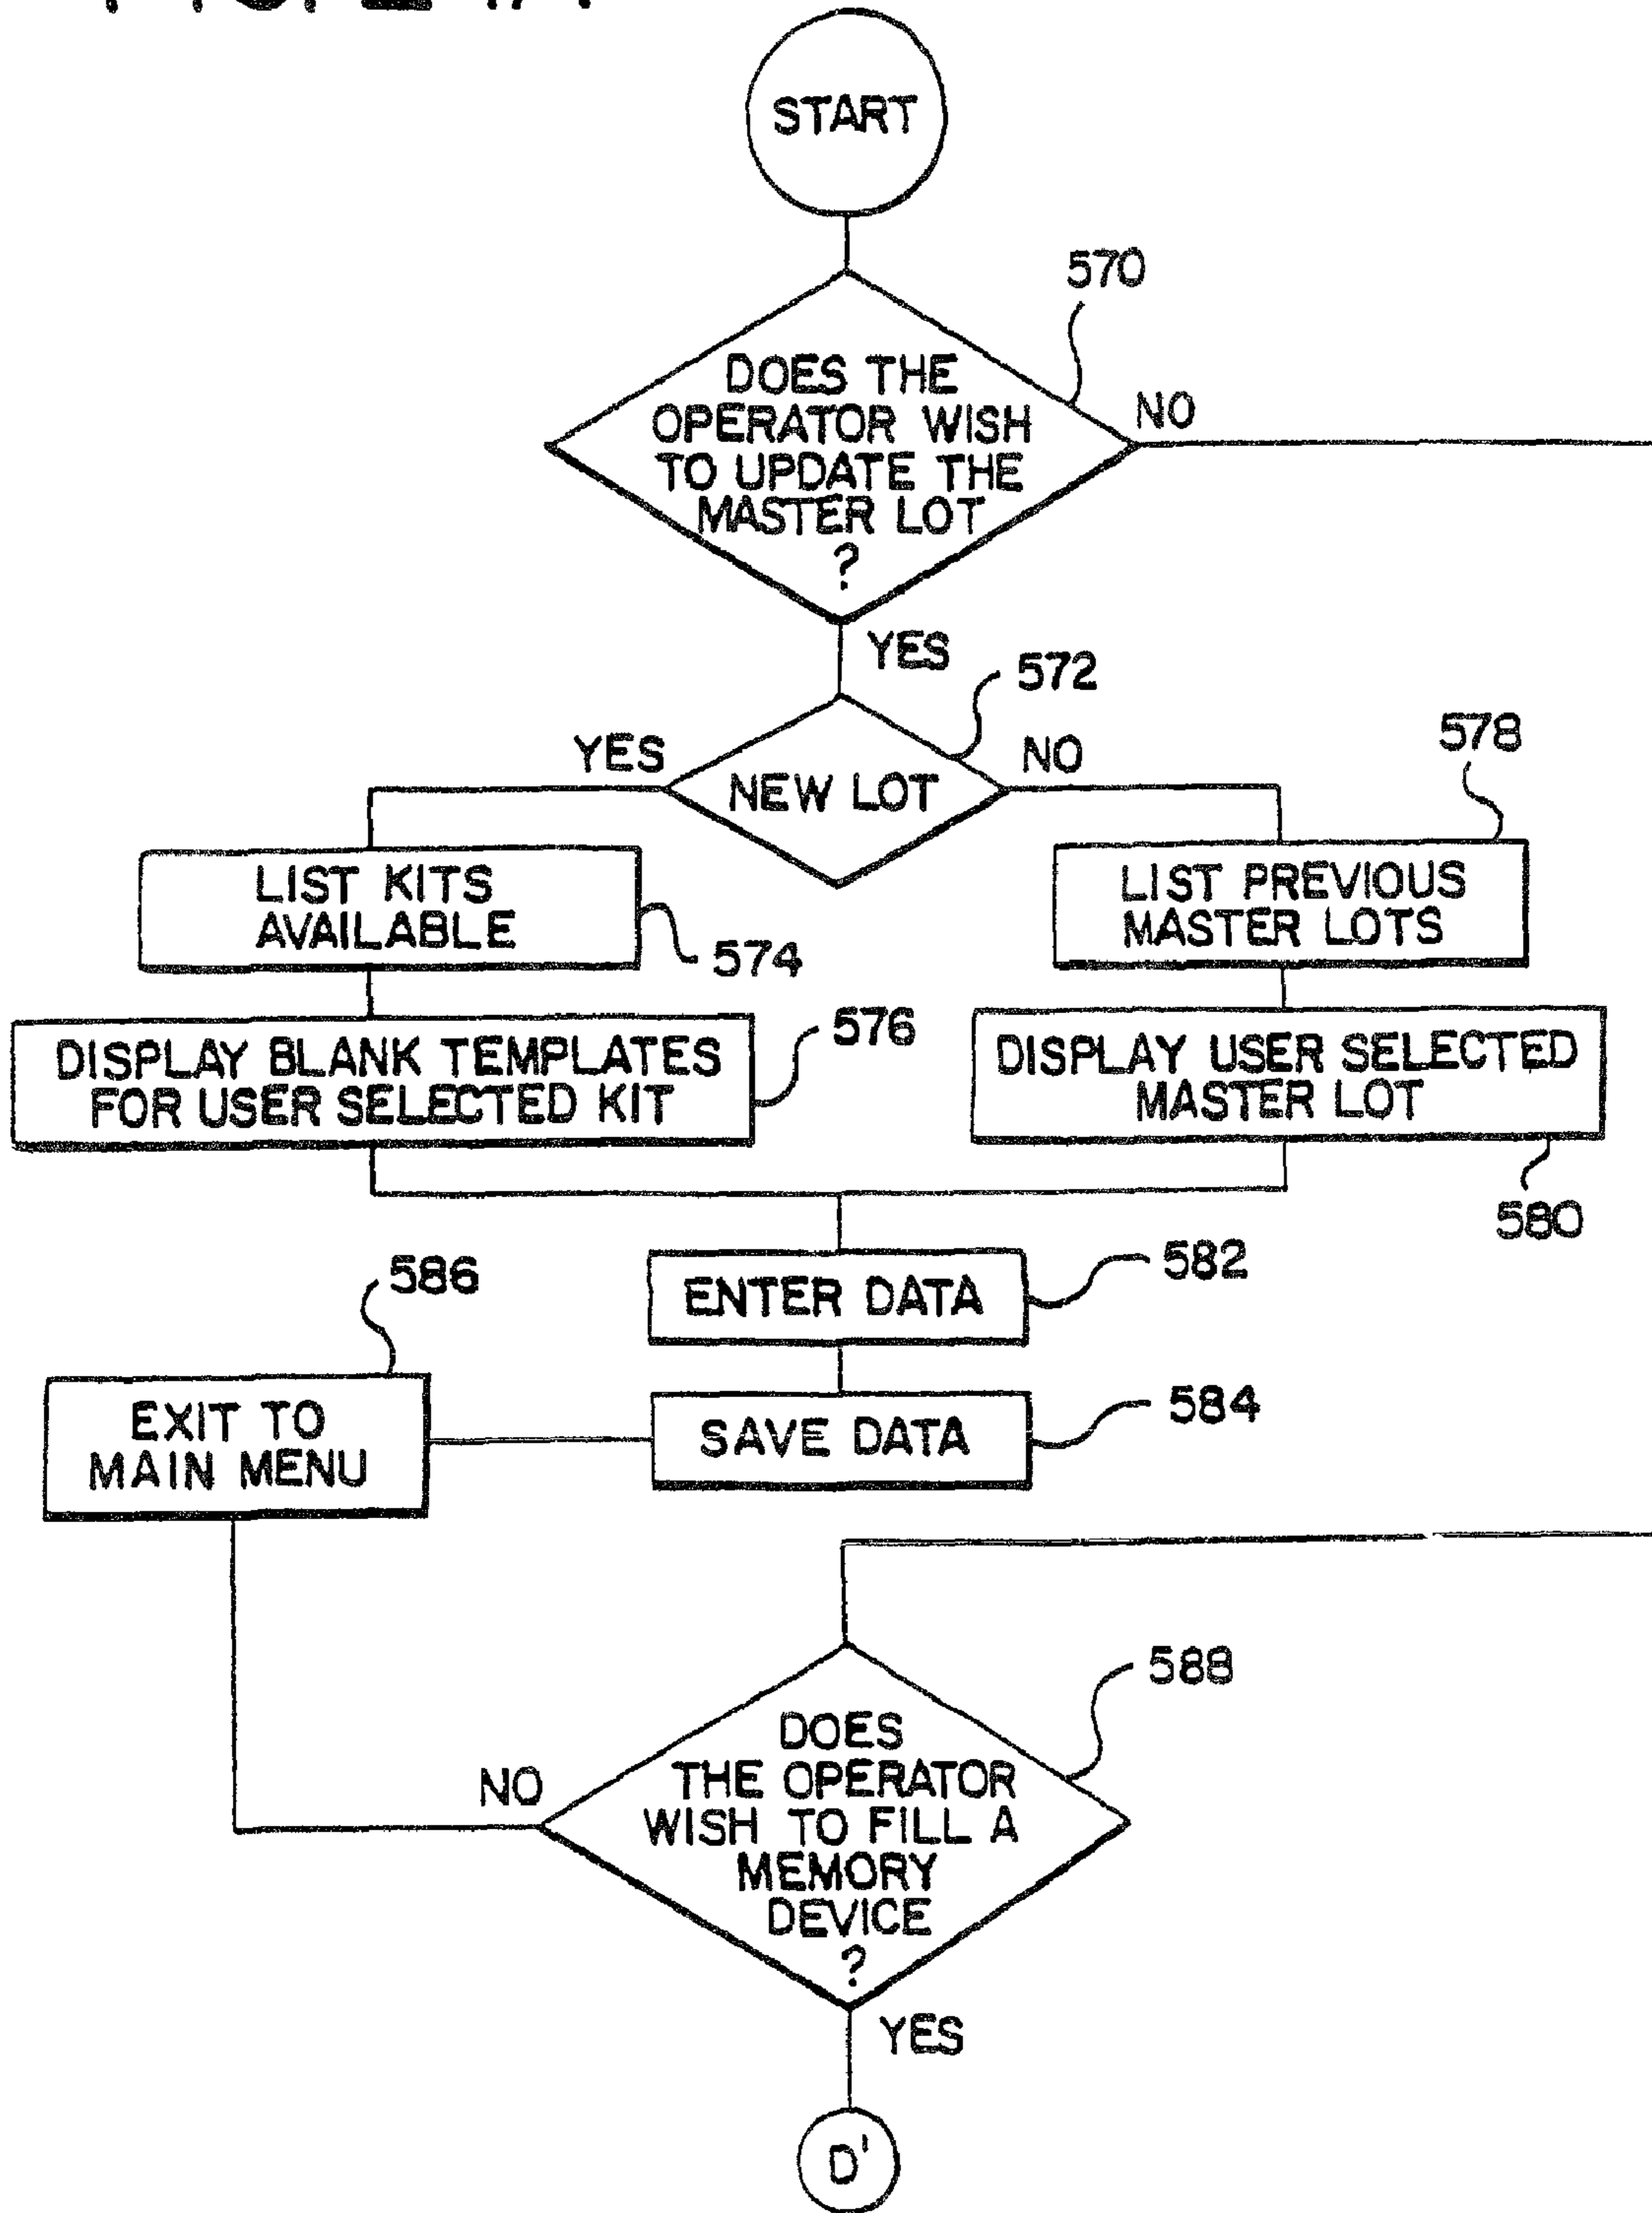 START
570
DOES THE
OPERATOR WISH
TO UPDATE THE
MASTER LOT
?
NO
YES
572
YES
NEW LOT
NO
578
LIST KITS
AVAILABLE
574
LIST PREVIOUS
MASTER LOTS
DISPLAY BLANK TEMPLATES
FOR USER SELECTED KIT
576
DISPLAY USER SELECTED
MASTER LOT
580
586
ENTER DATA
582
EXIT TO
MAIN MENU
SAVE DATA
584
588
DOES
THE OPERATOR
WISH TO FILL A
MEMORY
DEVICE
?
NO
YES
D'